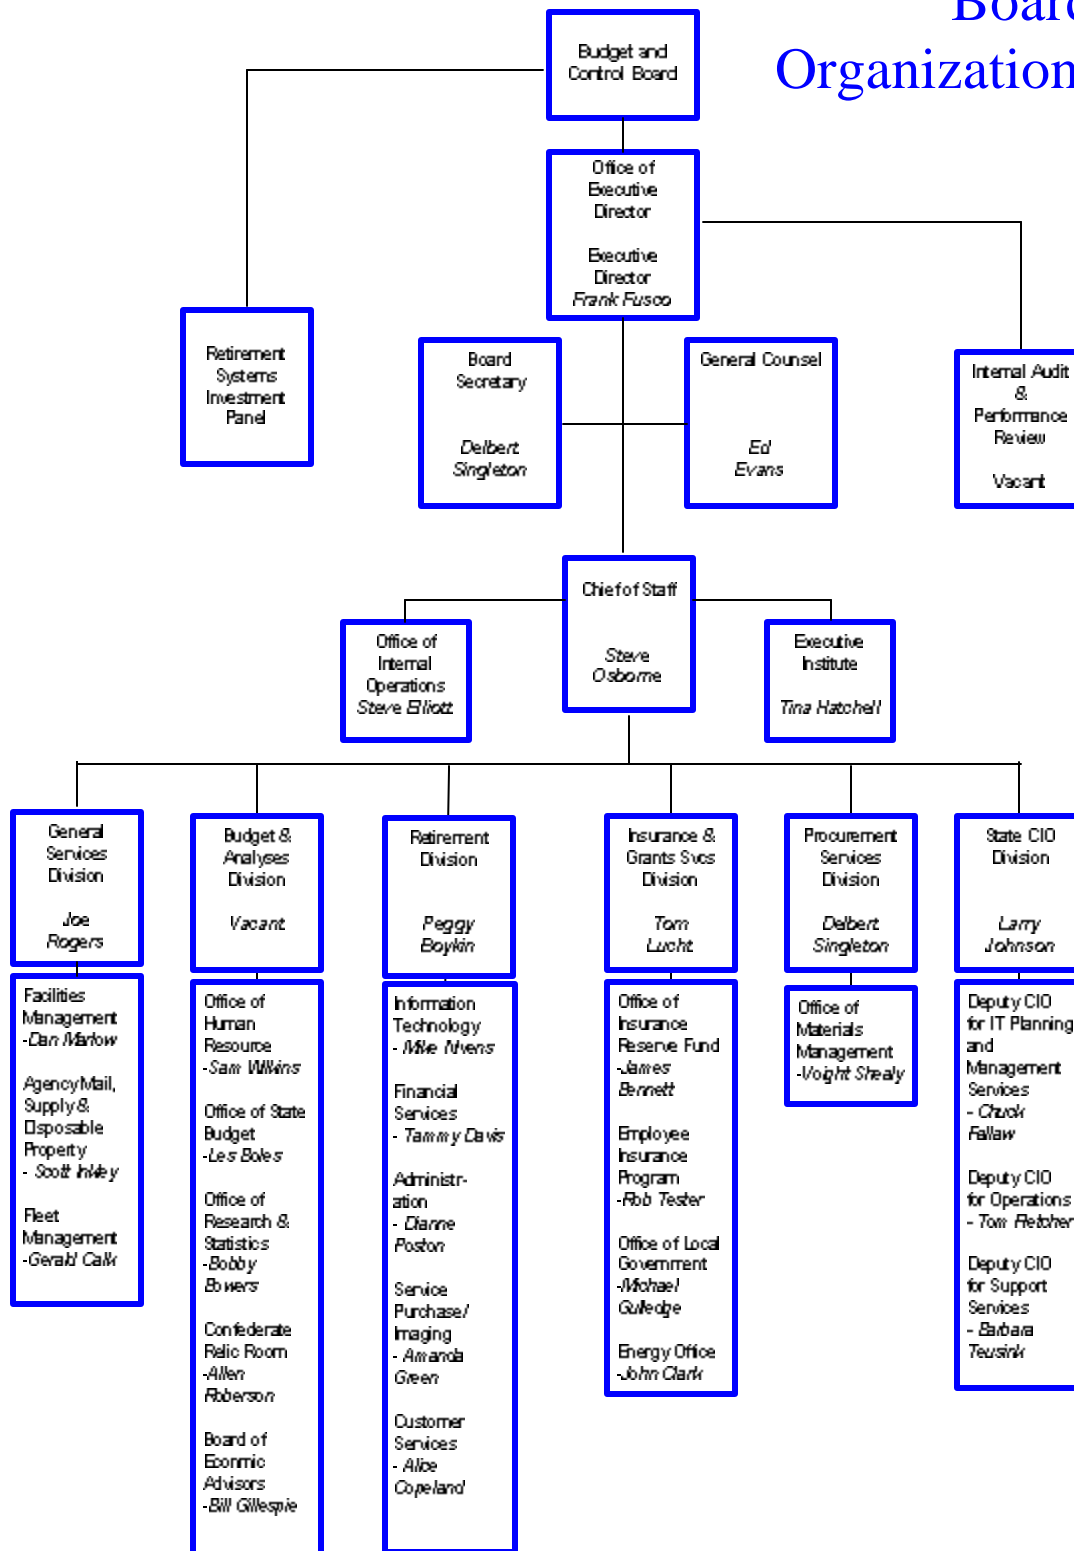 Board
Organization
Budget and
Control Board
Office of
Executive
Director
Executive
Director
Frank Fusco
Retirement
Systems
Investment
Panel
Board
Secretary
Delbert
Singleton
General Counsel
Ed
Evans
Internal Audit
&
Performance
Review
Vacant
Chief of Staff
Steve
Osborne
Office of
Internal
Operations
Steve Elliott
Executive
Institute
Tina Hatchell
General
Services
Division
Joe
Rogers
Budget &
Analyses
Division
Vacant
Retirement
Division
Peggy
Boykin
Insurance &
Grants Svcs
Division
Tom
Lucht
Procurement
Services
Division
Delbert
Singleton
State CIO
Division
Larry
Johnson
Facilities
Management
-Dan Marlow
Agency Mail,
Supply &
Disposable
Property
- Scott Inkley
Fleet
Management
-Gerald Calk
Office of
Human
Resource
-Sam Wilkins
Office of State
Budget
-Les Boles
Office of
Research &
Statistics
-Bobby
Bowers
Confederate
Relic Room
-Allen
Roberson
Board of
Econmic
Advisors
-Bill Gillespie
Information
Technology
- Mike Nivens
Financial
Services
- Tammy Davis
Administr-
ation
- Dianne
Poston
Service
Purchase/
Imaging
- Amanda
Green
Customer
Services
- Alice
Copeland
Office of
Insurance
Reserve Fund
-James
Bennett
Employee
Insurance
Program
-Rob Tester
Office of Local
Government
-Michael
Gulledge
Energy Office
-John Clark
Office of
Materials
Management
-Voight Shealy
Deputy CIO
for IT Planning
and
Management
Services
- Chuck
Fallaw
Deputy CIO
for Operations
- Tom Fletcher
Deputy CIO
for Support
Services
- Barbara
Teusink